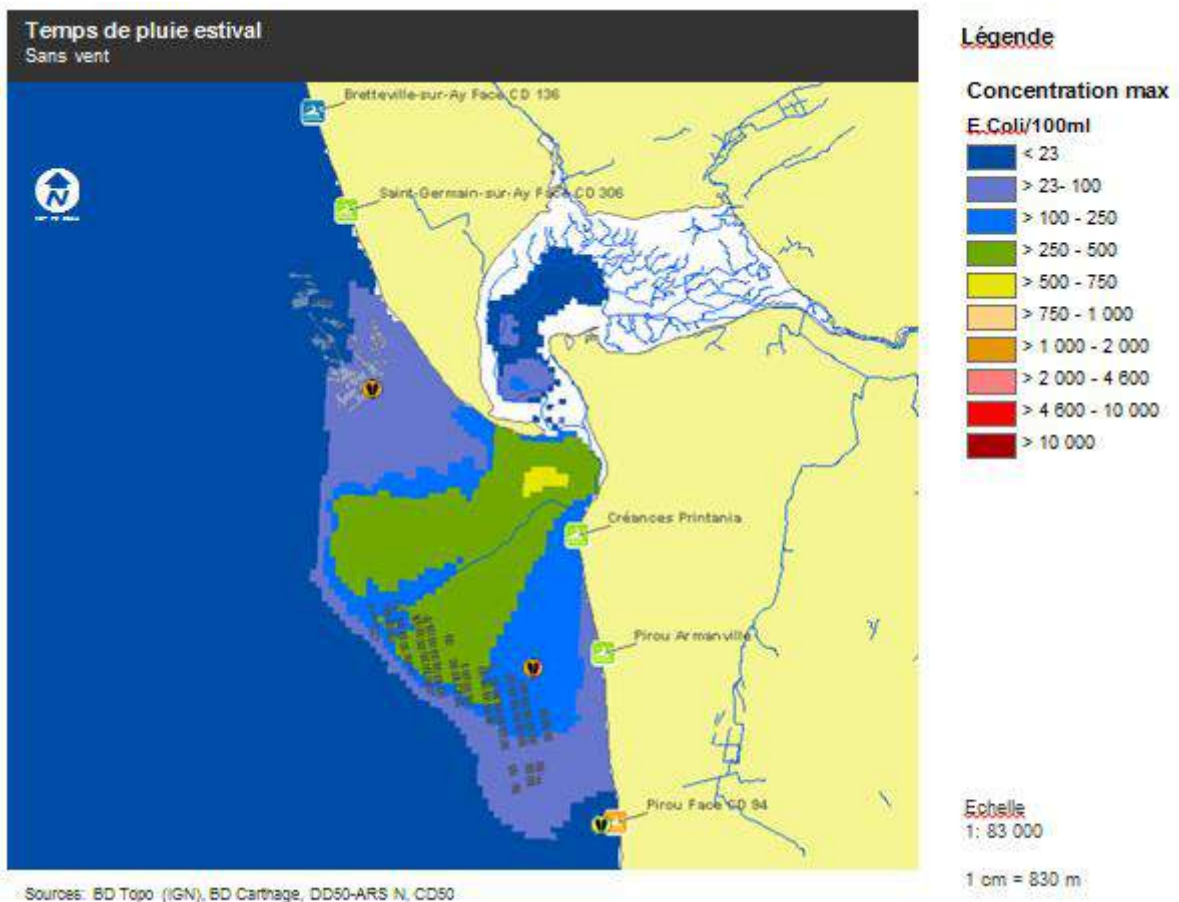 Temps de pluie estival
Sans vent
Bretteville-sur-Ay Face CD 136
Saint-Germain-sur-Ay Face CD 306
N
Créances Printania
Pirou Armanville
Pirou Face CD 94
Sources: BD Topo (IGN), BD Carthage, DD50-ARS N, CD50
Légende
Concentration max
E.Coli/100ml
< 23
> 23- 100
> 100 - 250
> 250 - 500
> 500 - 750
> 750 - 1 000
> 1 000 - 2 000
> 2 000 - 4 600
> 4 600 - 10 000
> 10 000
Echelle
1: 83 000
1 cm = 830 m